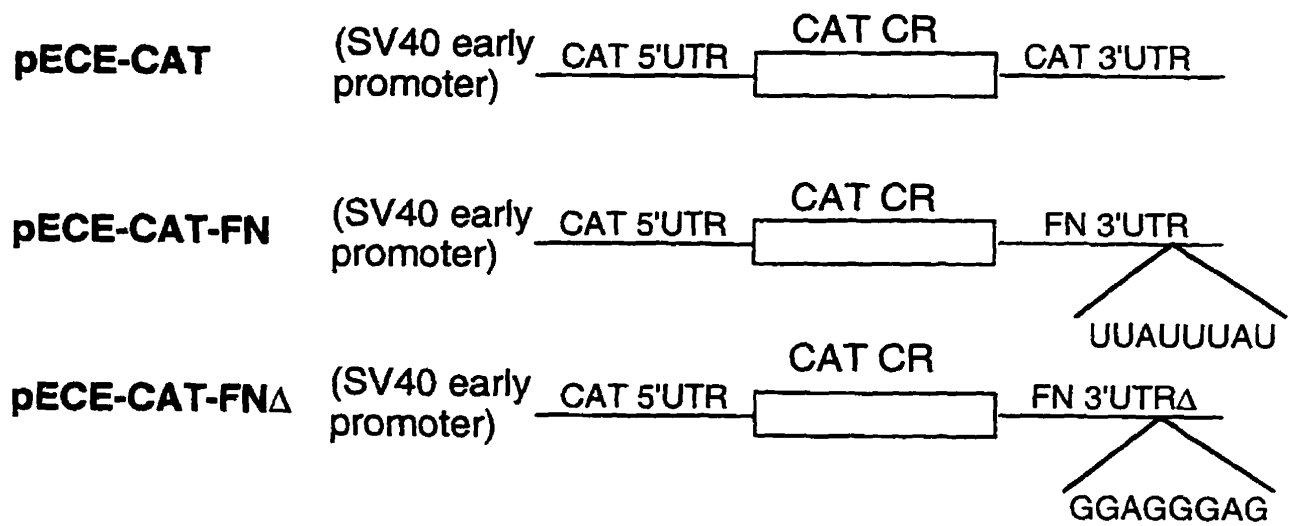 pECE-CAT (SV40 early promoter) CAT 5'UTR CAT CR CAT 3'UTR
pECE-CAT-FN (SV40 early promoter) CAT 5'UTR CAT CR FN 3'UTR
UUAUUUAU
pECE-CAT-FNΔ (SV40 early promoter) CAT 5'UTR CAT CR FN 3'UTRΔ
GGAGGGAG